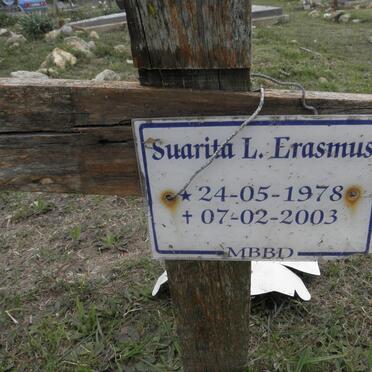 Suarita L. Erasmus
★ 24-05-1978
✝ 07-02-2003
MBBD